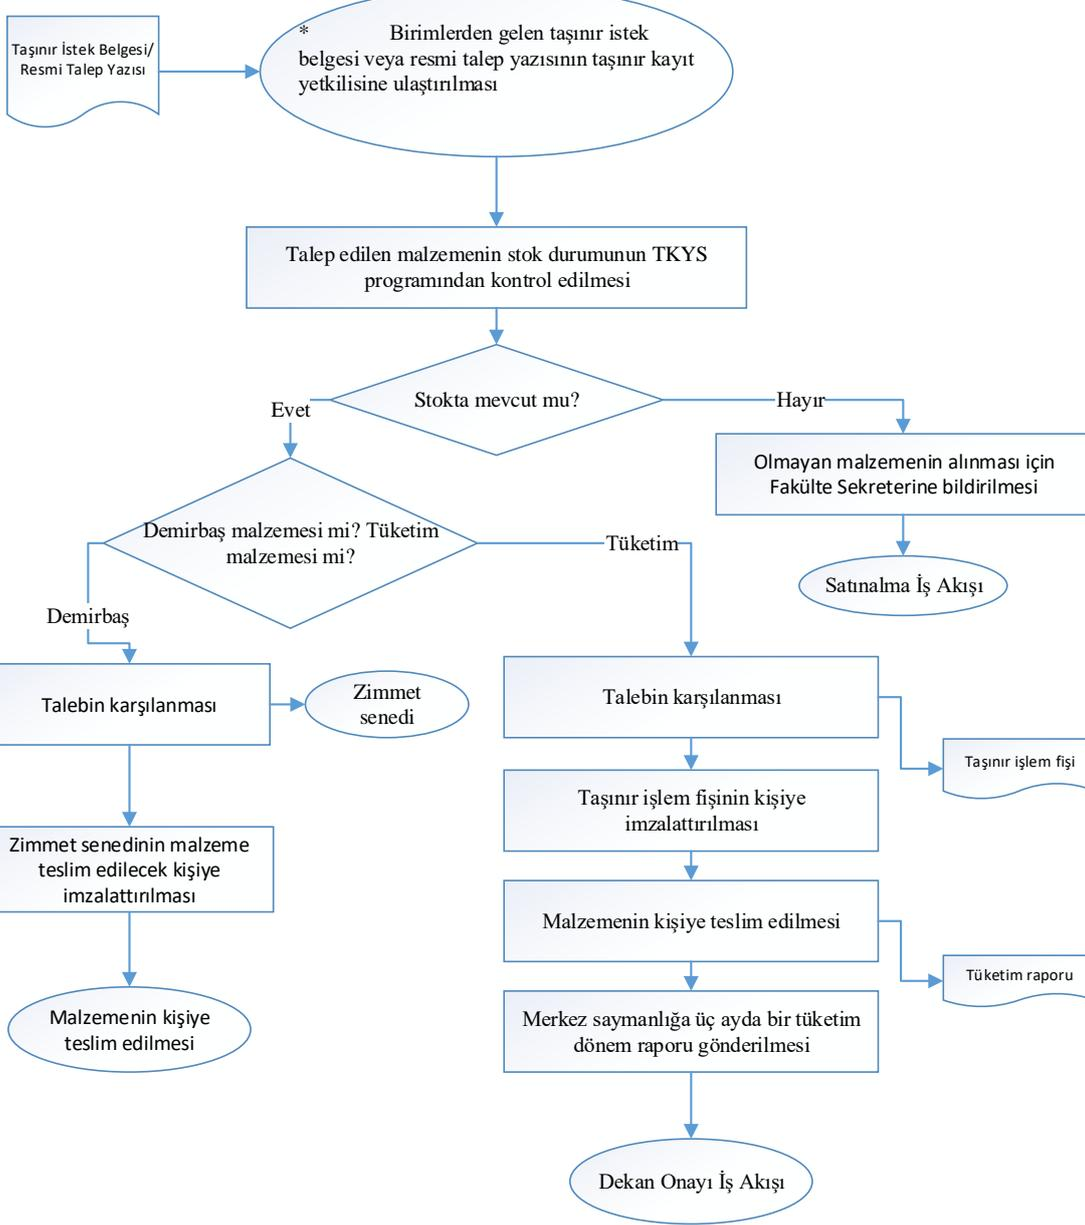 Taşınır İstek Belgesi/
Resmi Talep Yazısı
* Birimlerden gelen taşınır istek
belgesi veya resmi talep yazısının taşınır kayıt
yetkilisine ulaştırılması
Talep edilen malzemenin stok durumunun TKYS
programından kontrol edilmesi
Stokta mevcut mu?
Evet
Hayır
Olmayan malzemenin alınması için
Fakülte Sekreterine bildirilmesi
Satınalma İş Akışı
Demirbaş malzemesi mi? Tüketim
malzemesi mi?
Tüketim
Demirbaş
Talebin karşılanması
Zimmet
senedi
Zimmet senedinin malzeme
teslim edilecek kişiye
imzalattırılması
Malzemenin kişiye
teslim edilmesi
Talebin karşılanması
Taşınır işlem fişi
Taşınır işlem fişinin kişiye
imzalattırılması
Malzemenin kişiye teslim edilmesi
Tüketim raporu
Merkez saymanlığa üç ayda bir tüketim
dönem raporu gönderilmesi
Dekan Onayı İş Akışı